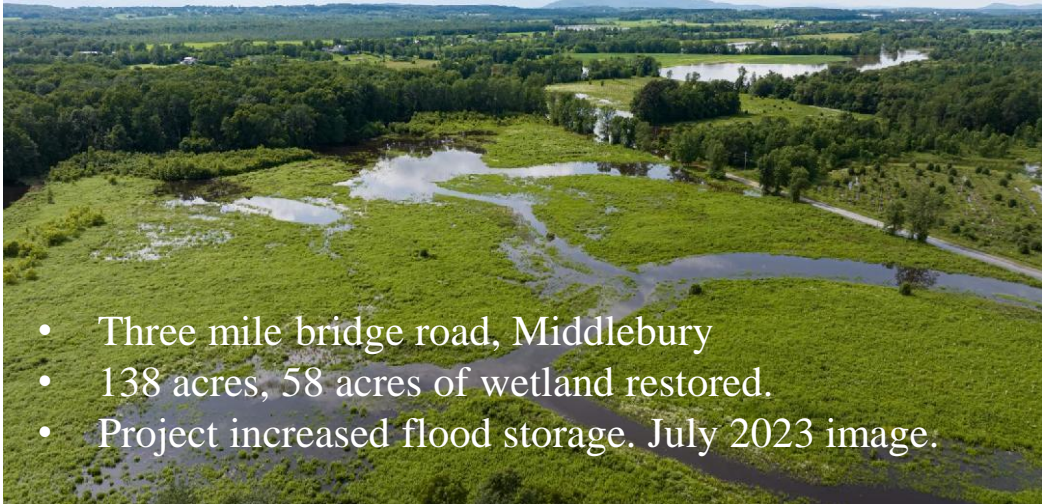 • Three mile bridge road, Middlebury
• 138 acres, 58 acres of wetland restored.
• Project increased flood storage. July 2023 image.